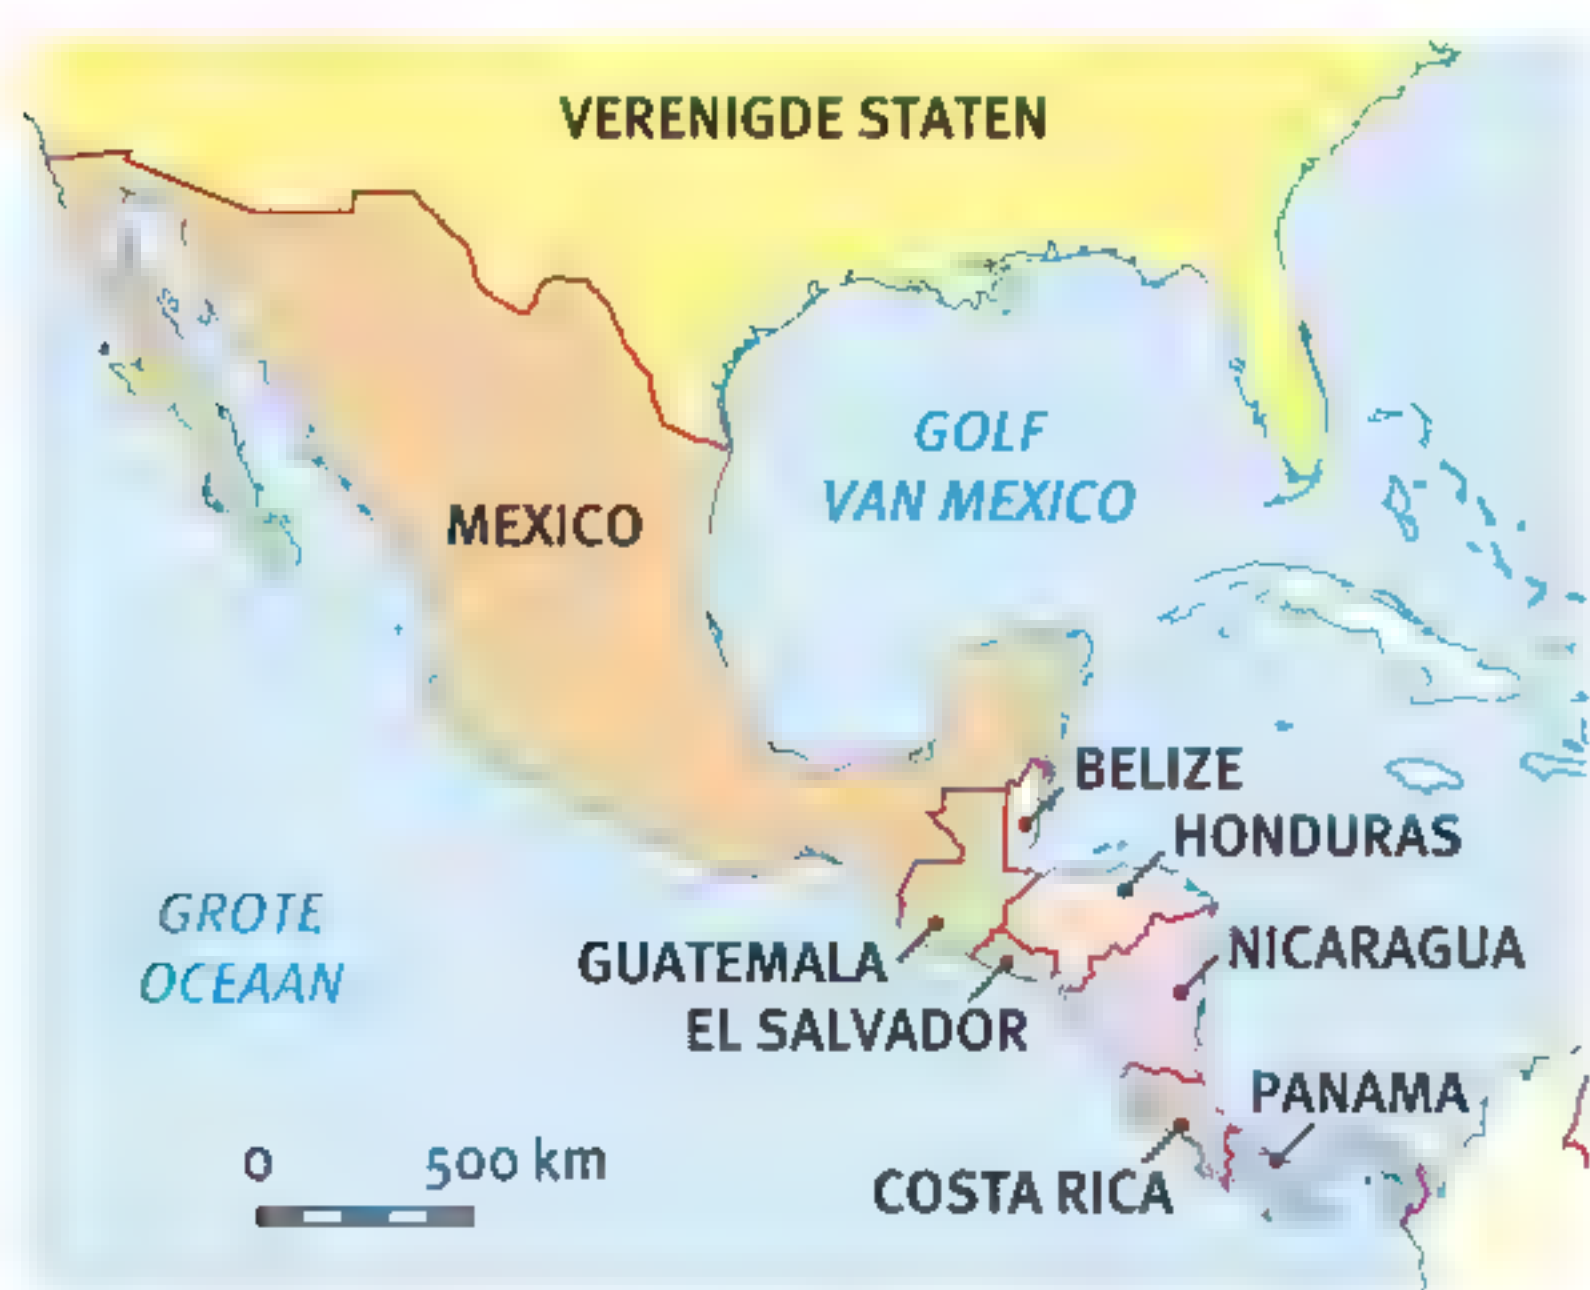 VERENIGDE STATEN
GOLF
VAN MEXICO
MEXICO
BELIZE
HONDURAS
GROTE
OCEAAN
GUATEMALA
NICARAGUA
EL SALVADOR
PANAMA
0 500 km
COSTA RICA